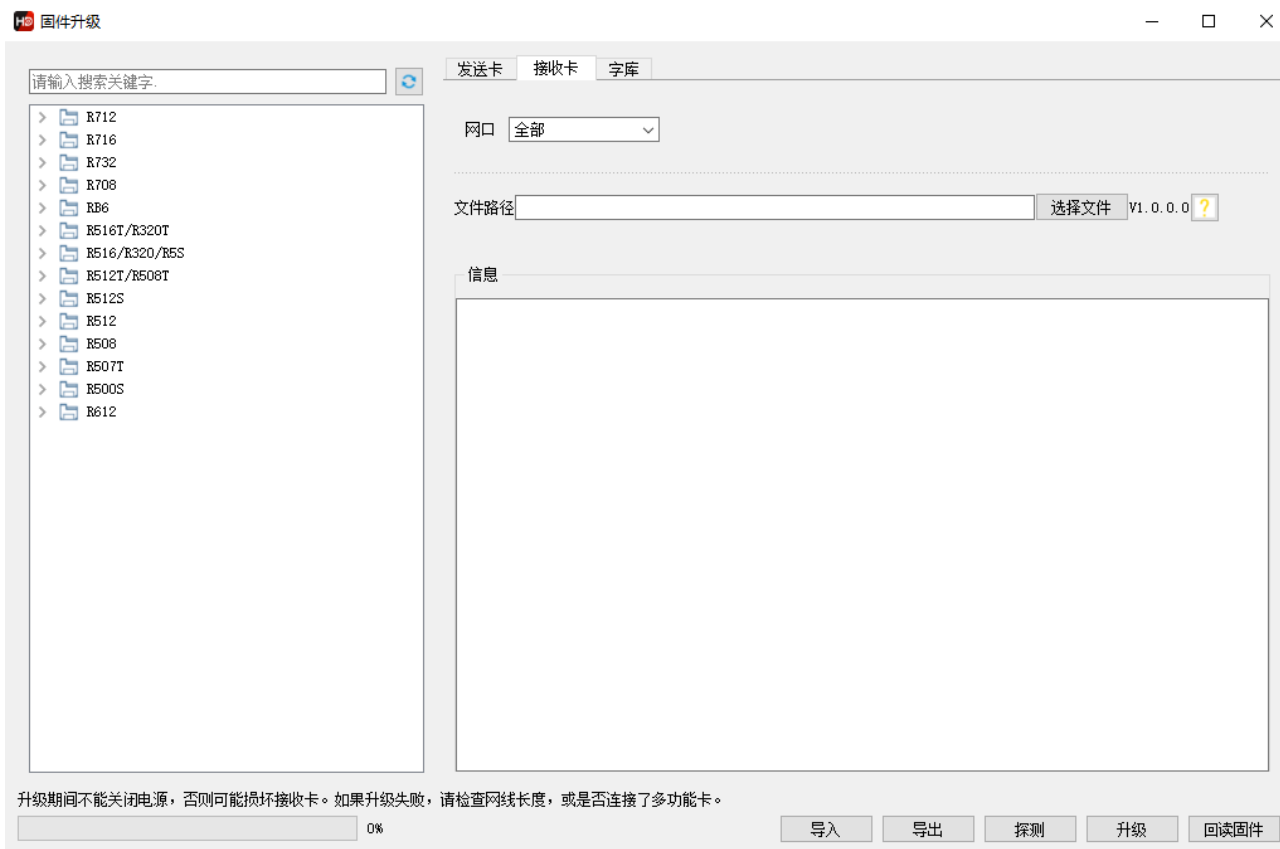 HD 固件升级
请输入搜索关键字.
R712
R716
R732
R708
RB6
R516T/R320T
R516/R320/R5S
R512T/R508T
R512S
R512
R508
R507T
R500S
R612
发送卡 接收卡 字库
网口 全部
文件路径 选择文件 V1.0.0.0 ?
信息
升级期间不能关闭电源，否则可能损坏接收卡。如果升级失败，请检查网线长度，或是否连接了多功能卡。
0% 导入 导出 探测 升级 回读固件